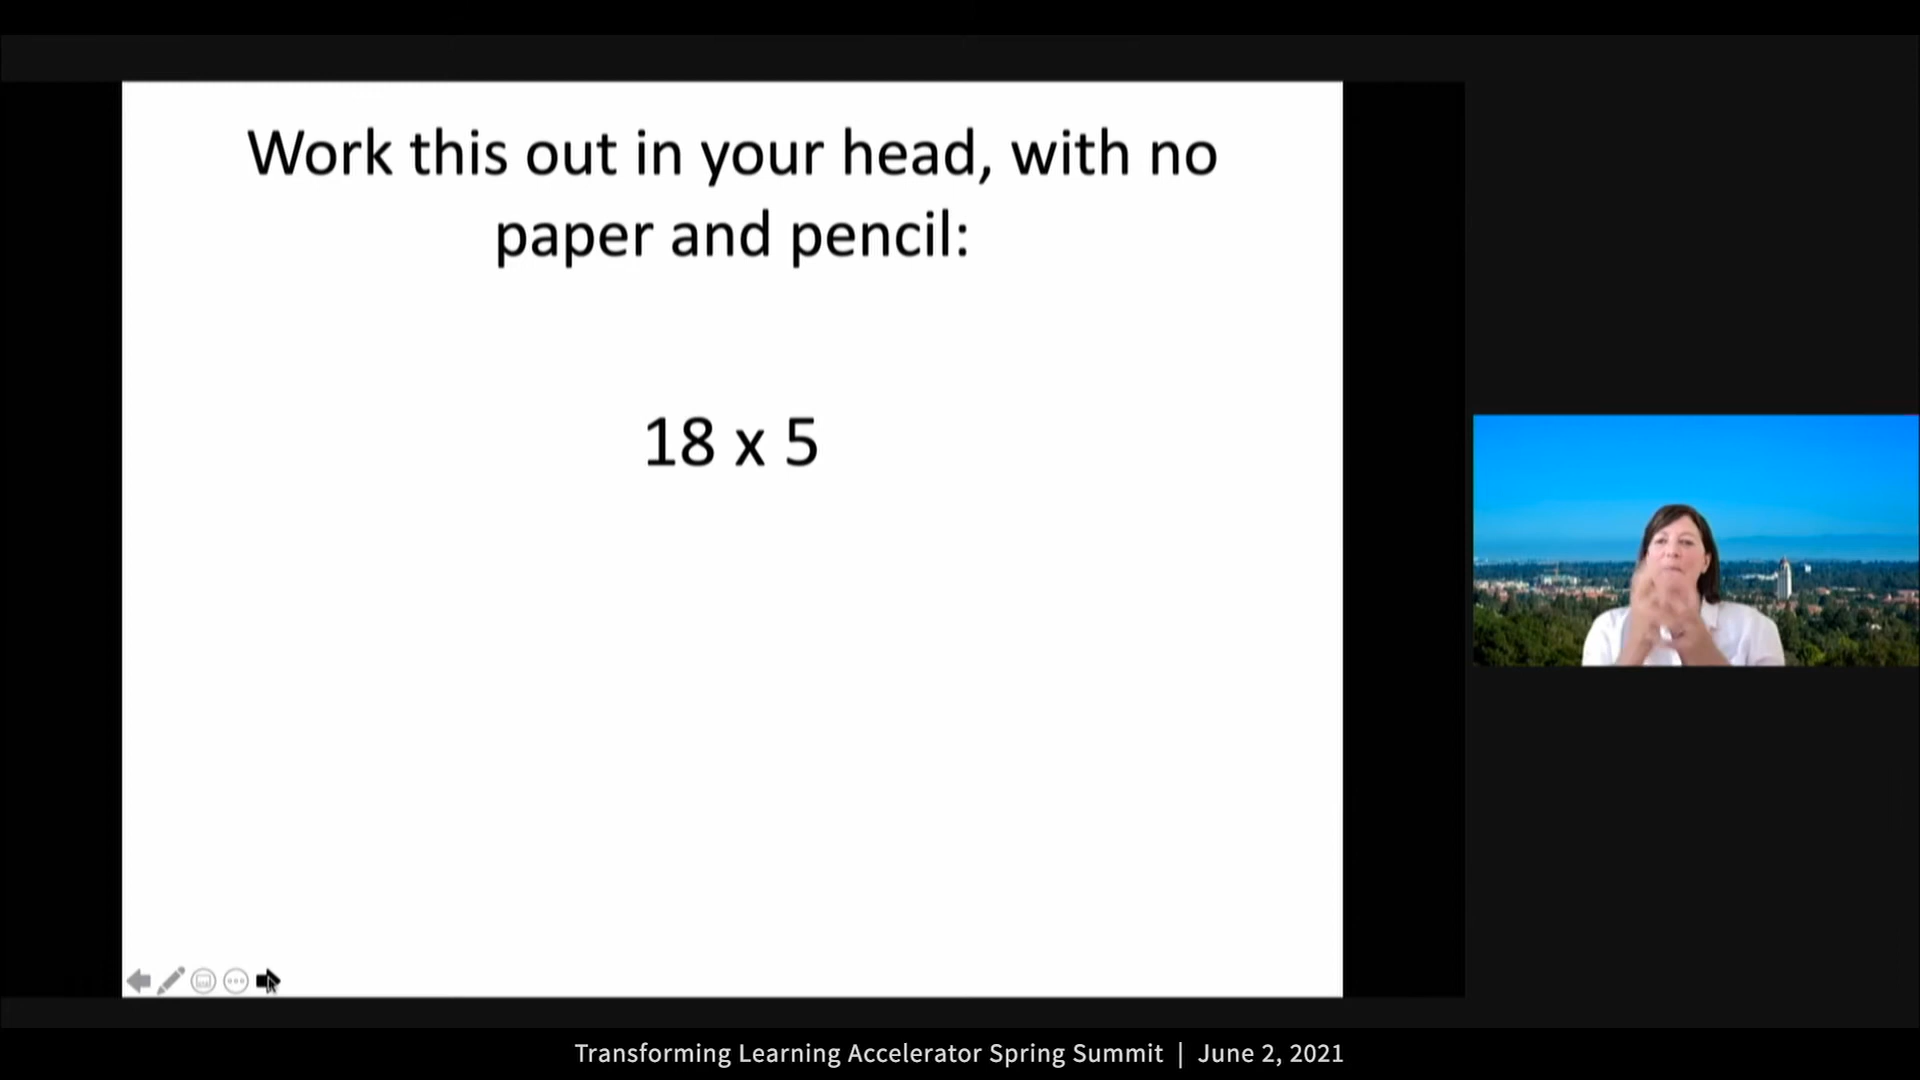 Work this out in your head, with no
paper and pencil:
18 x 5
Transforming Learning Accelerator Spring Summit | June 2, 2021